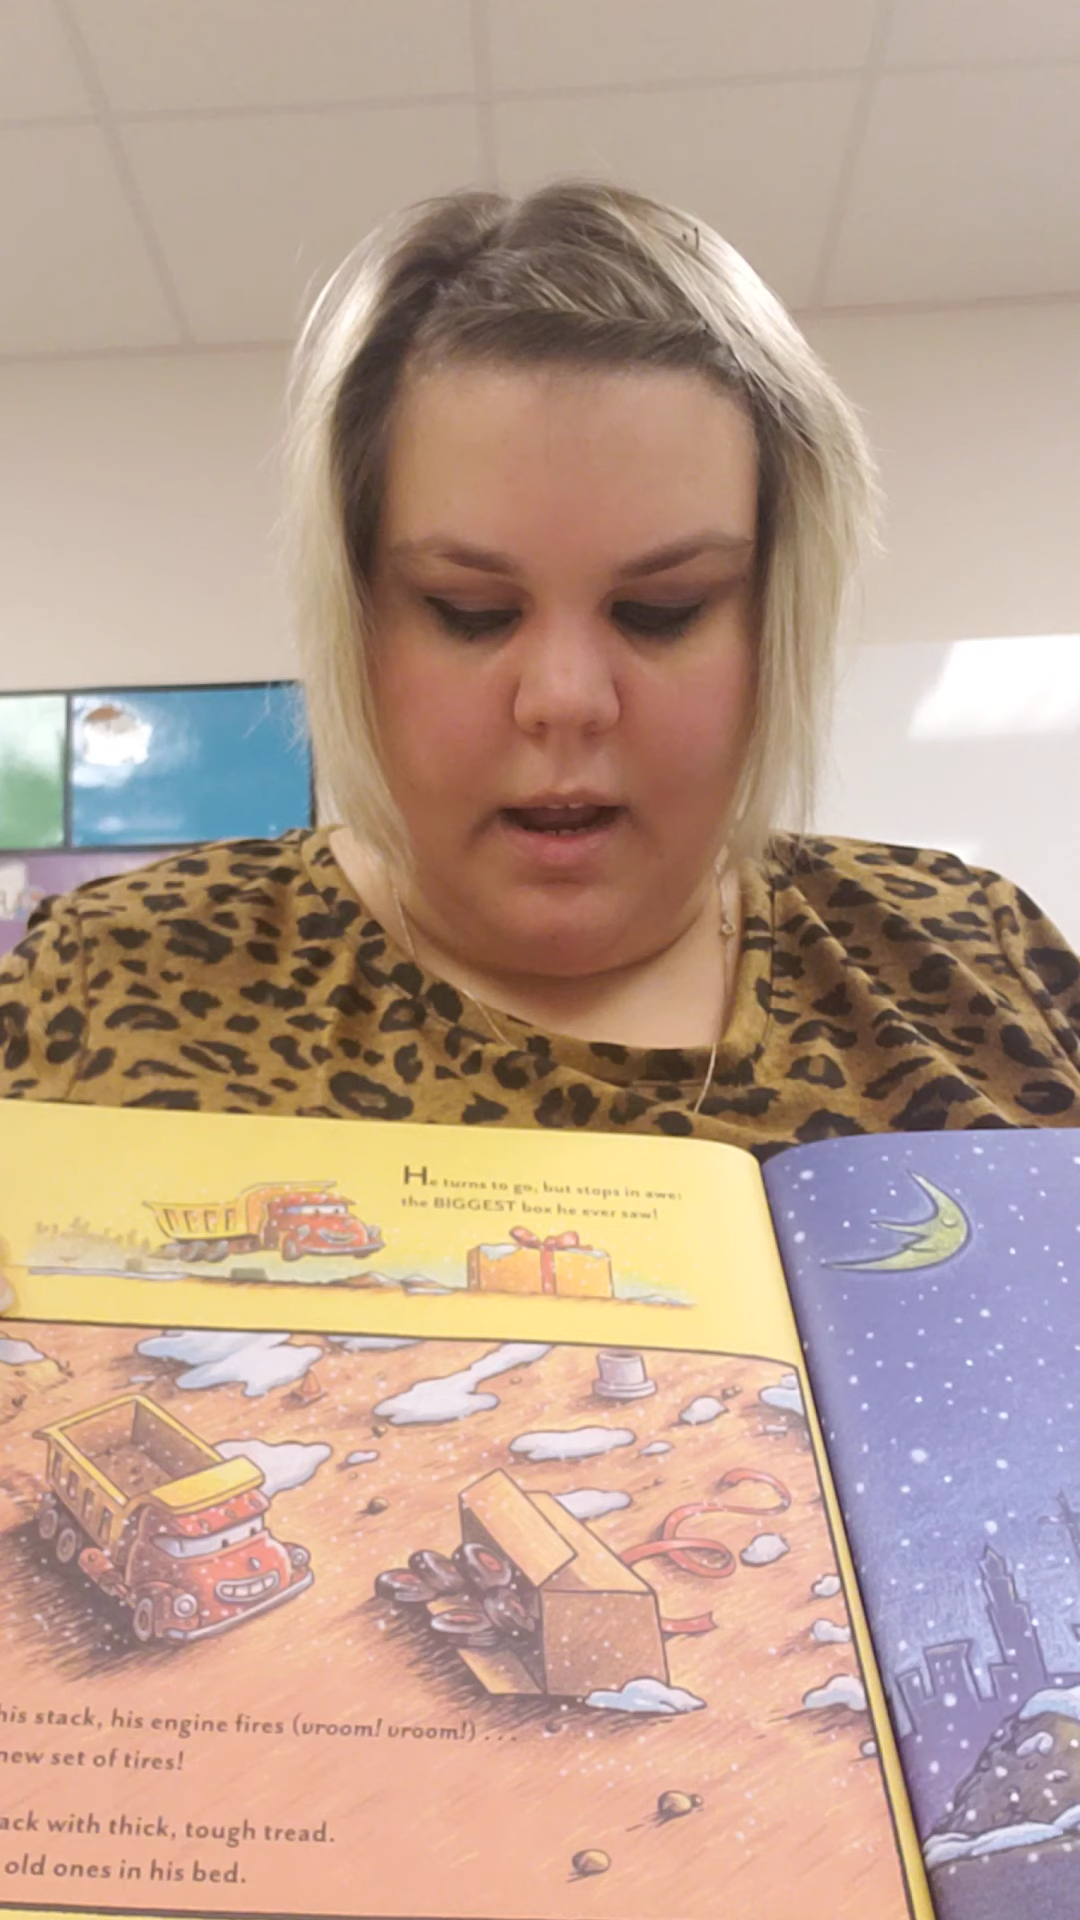 He turns to go, but stops in awe:
the BIGGEST box he ever saw!
his stack, his engine fires (vroom! vroom!) . . .
new set of tires!
ack with thick, tough tread.
old ones in his bed.